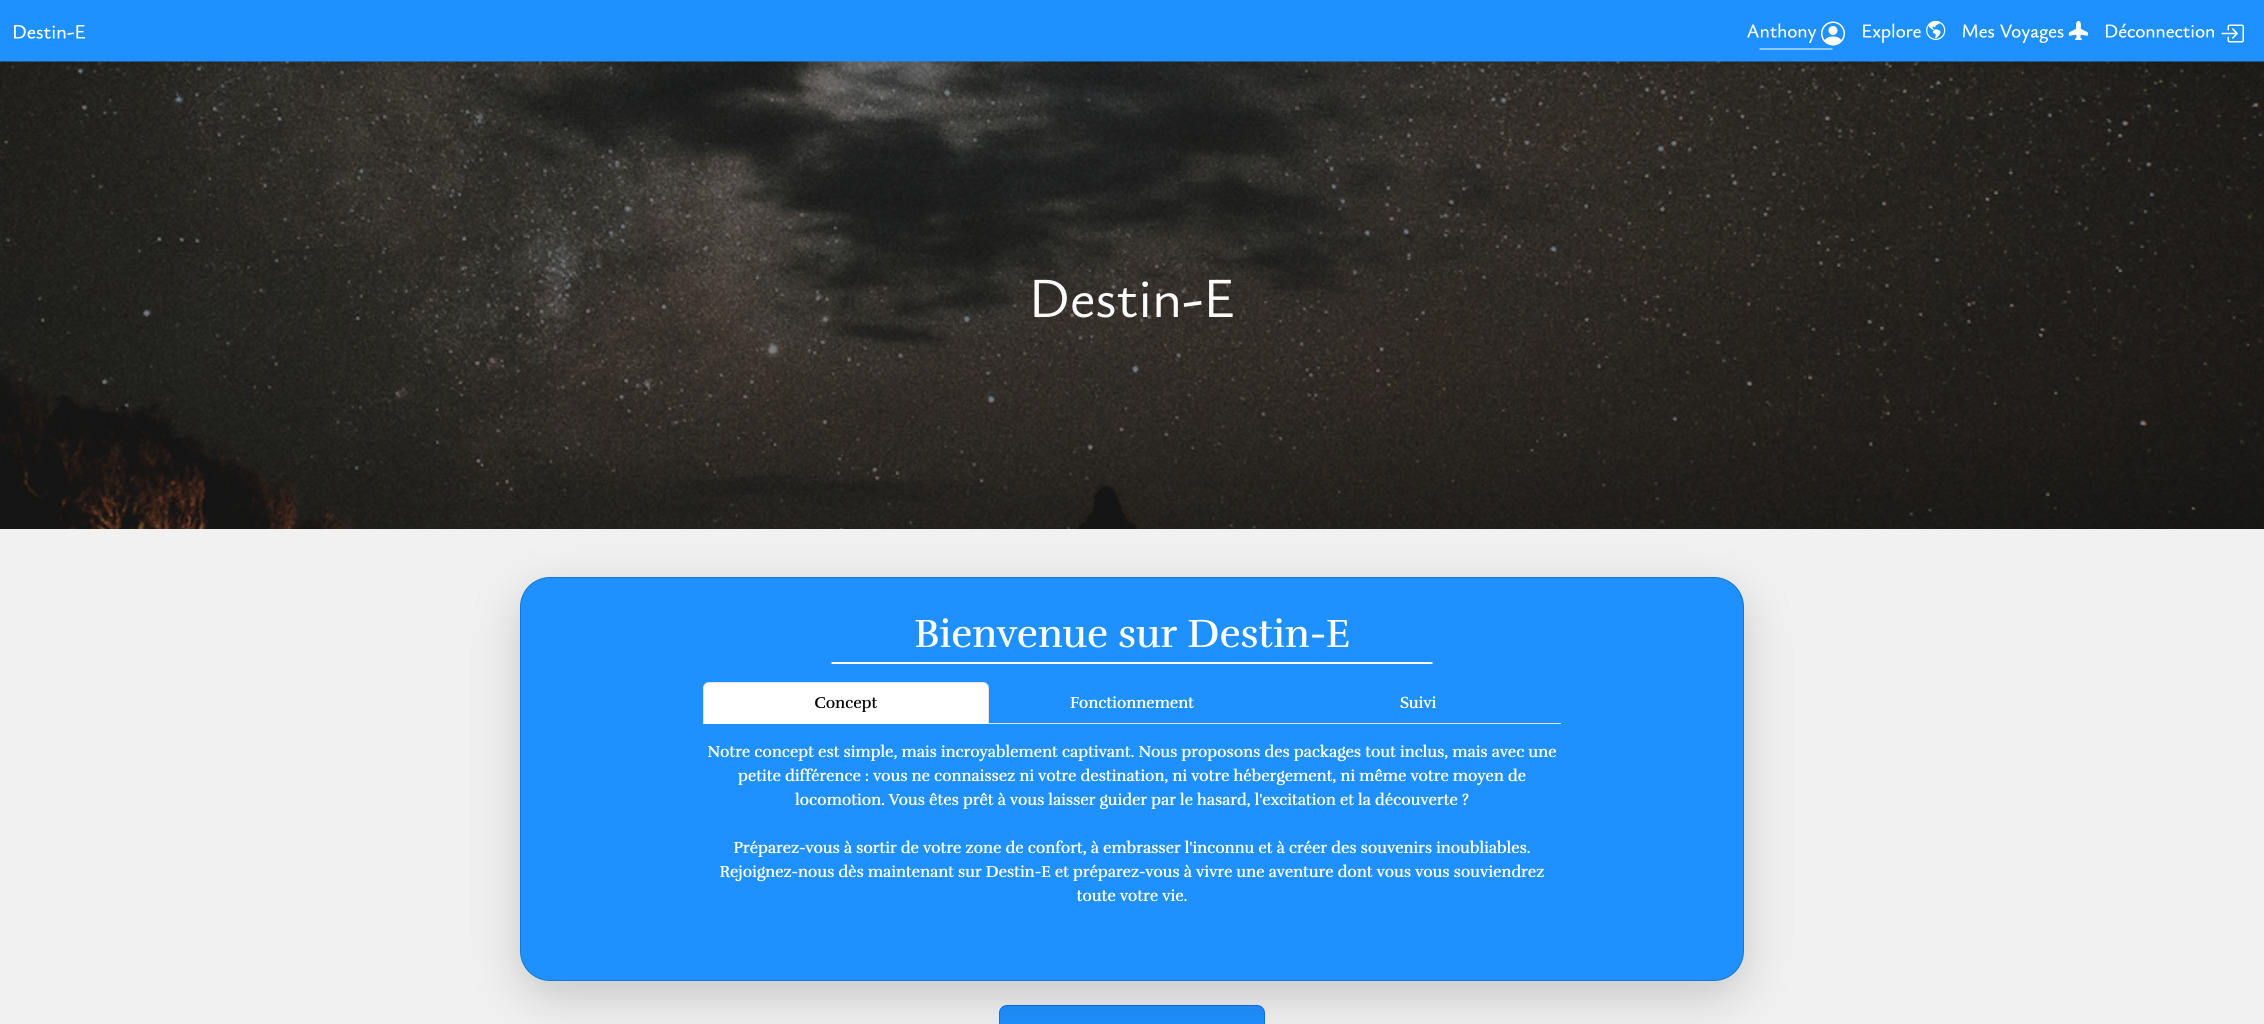 Destin-E
Anthony Explore Mes Voyages Déconnection
Destin-E
Bienvenue sur Destin-E
Concept Fonctionnement Suivi
Notre concept est simple, mais incroyablement captivant. Nous proposons des packages tout inclus, mais avec une
petite différence : vous ne connaissez ni votre destination, ni votre hébergement, ni même votre moyen de
locomotion. Vous êtes prêt à vous laisser guider par le hasard, l'excitation et la découverte ?
Préparez-vous à sortir de votre zone de confort, à embrasser l'inconnu et à créer des souvenirs inoubliables.
Rejoignez-nous dès maintenant sur Destin-E et préparez-vous à vivre une aventure dont vous vous souviendrez
toute votre vie.